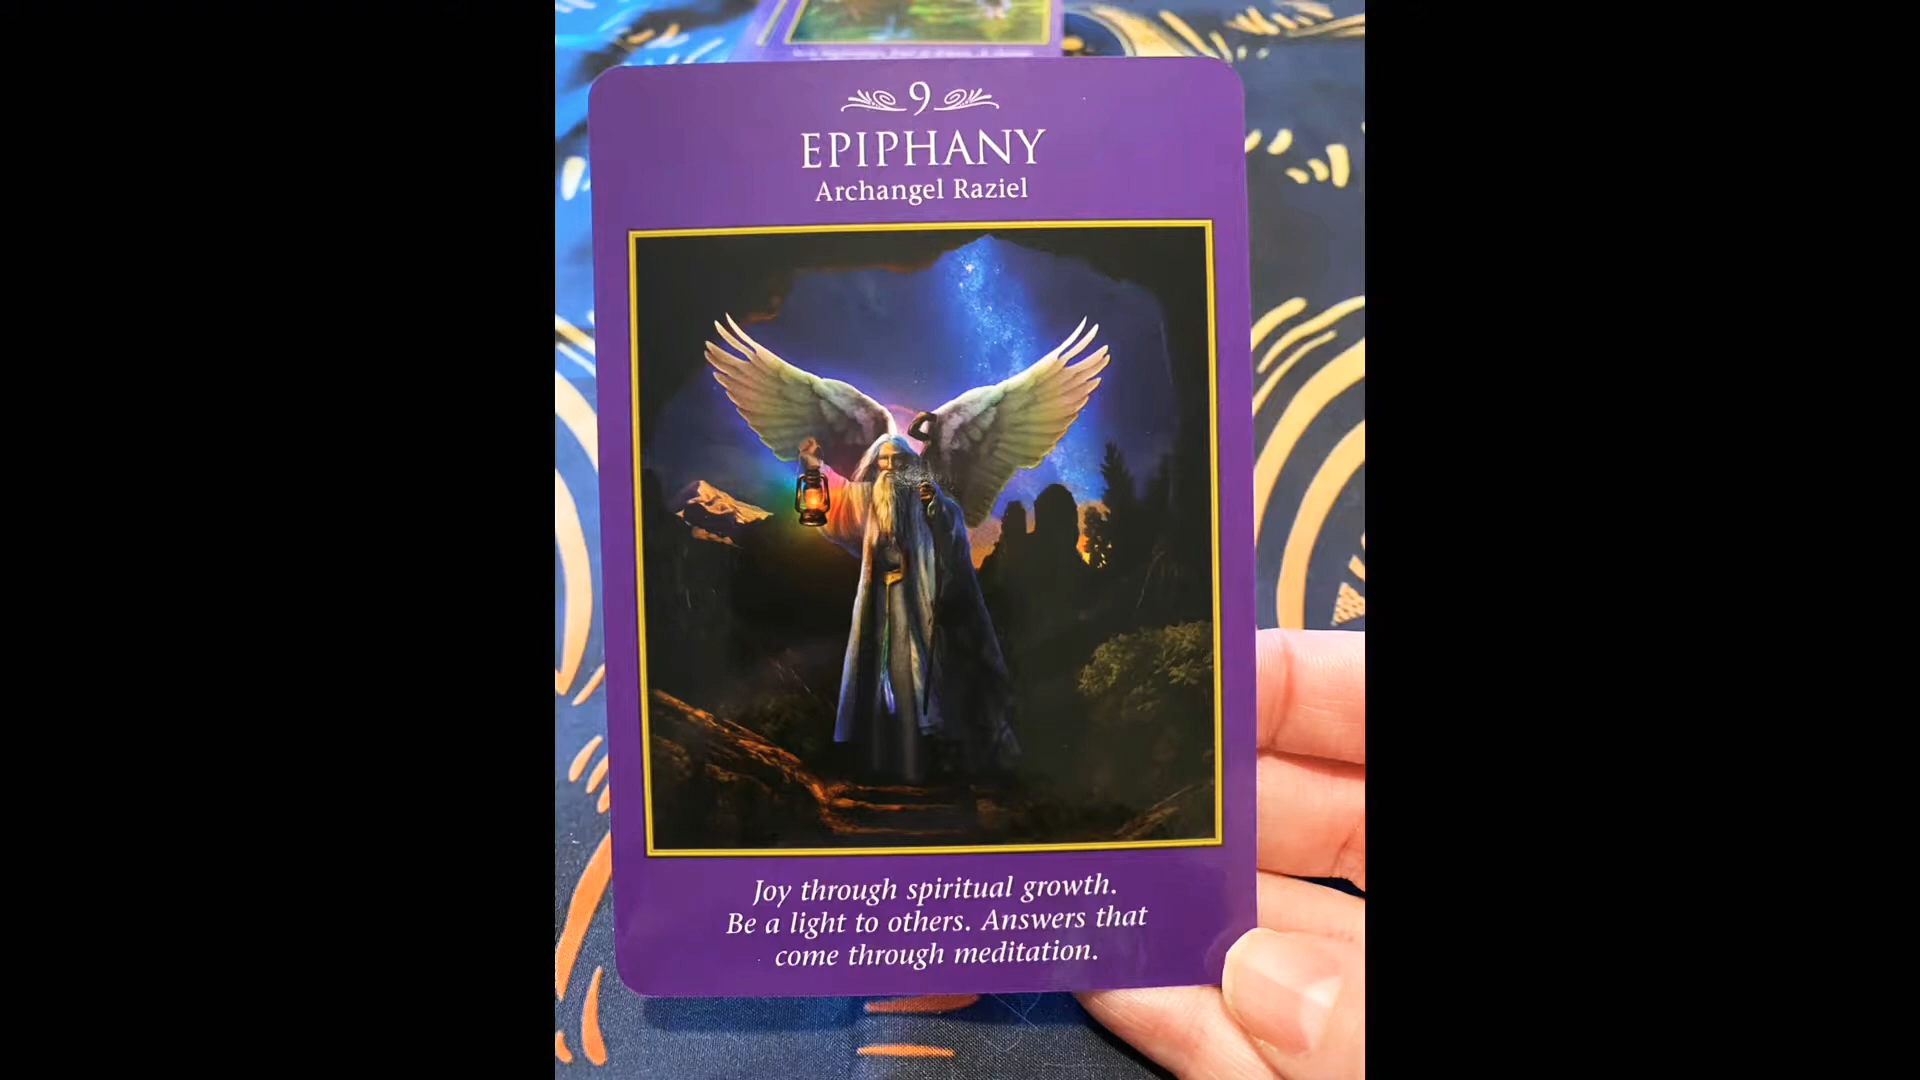 9
EPIPHANY
Archangel Raziel
Joy through spiritual growth.
Be a light to others. Answers that
come through meditation.